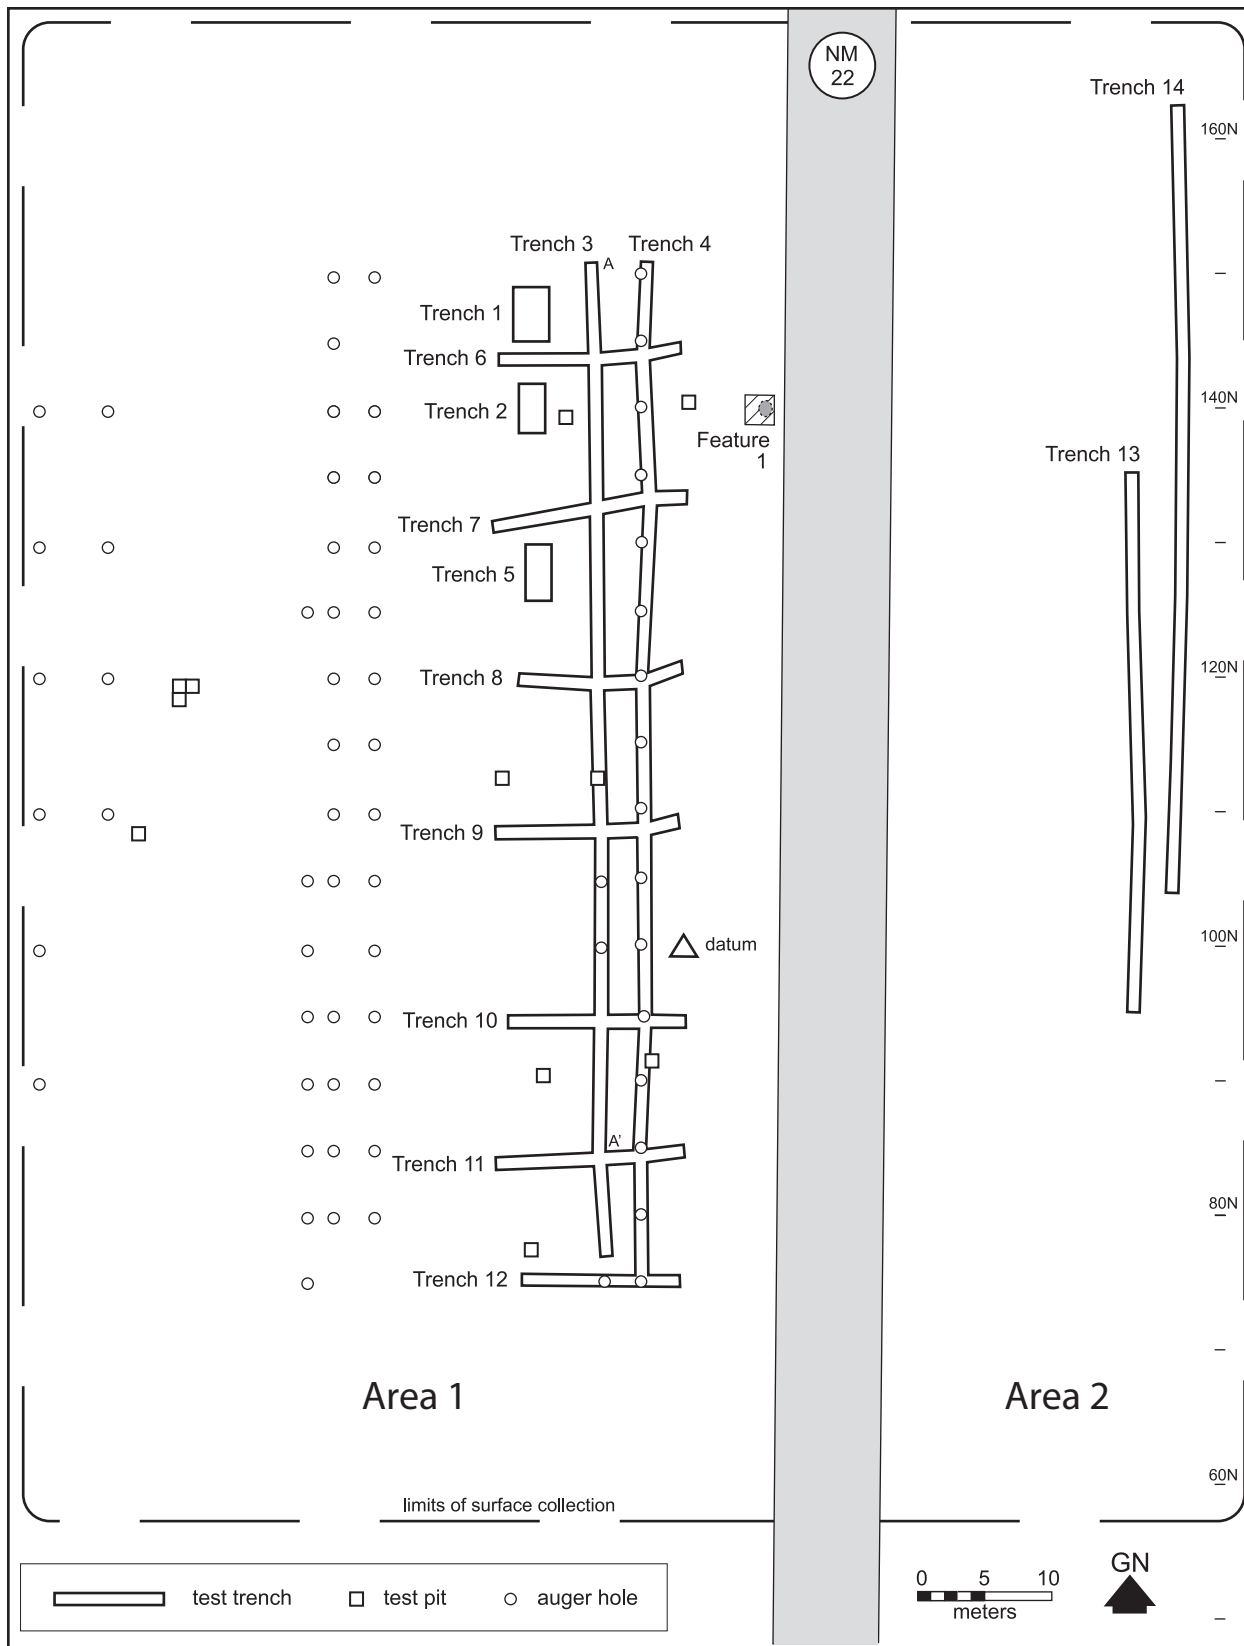 NM
22
Trench 14
160N
Trench 3
Trench 4
A
Trench 1
Trench 6
Trench 2
140N
Feature
1
Trench 13
Trench 7
Trench 5
Trench 8
120N
Trench 9
datum
100N
Trench 10
A'
Trench 11
80N
Trench 12
Area 1
Area 2
60N
limits of surface collection
test trench
test pit
auger hole
0 5 10
meters
GN